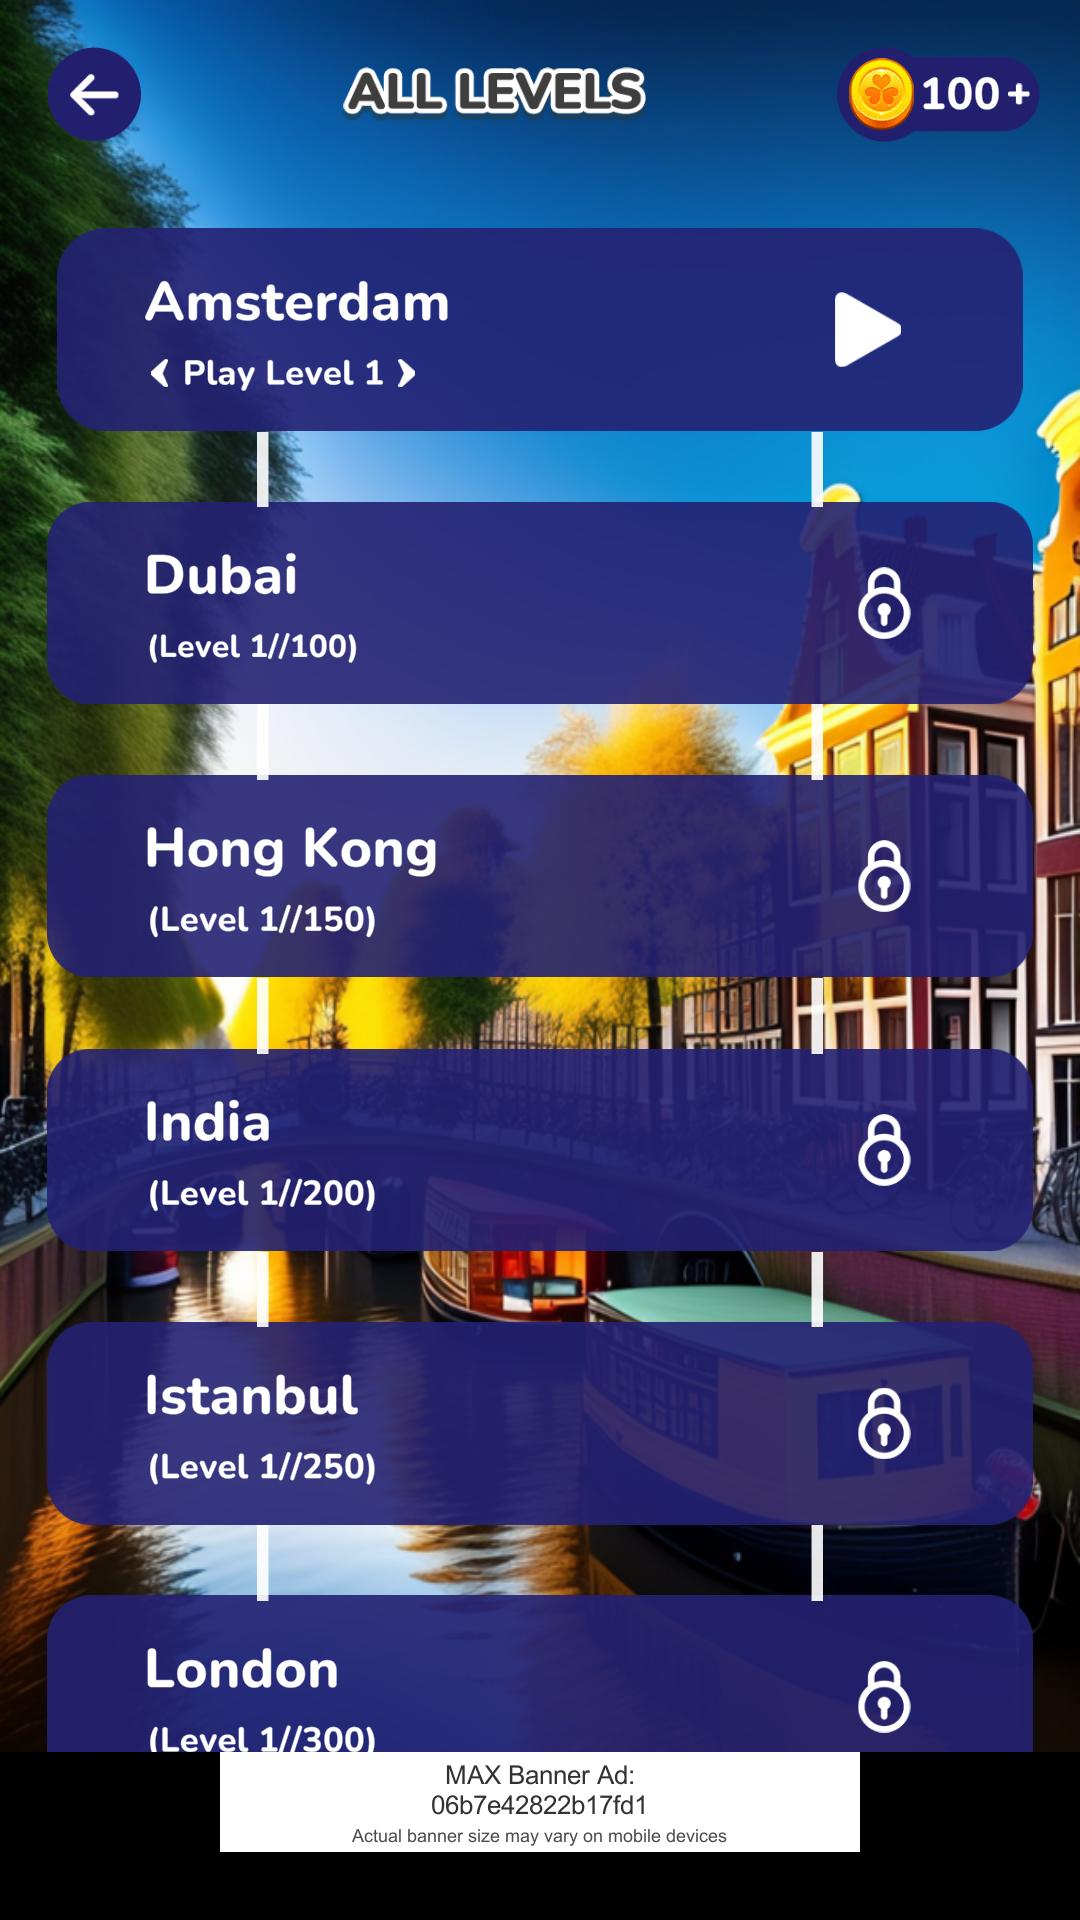 ALL LEVELS
100 +
Amsterdam
Play Level 1
Dubai
(Level 1//100)
Hong Kong
(Level 1//150)
India
(Level 1//200)
Istanbul
(Level 1//250)
London
(Level 1//300)
MAX Banner Ad:
06b7e42822b17fd1
Actual banner size may vary on mobile devices